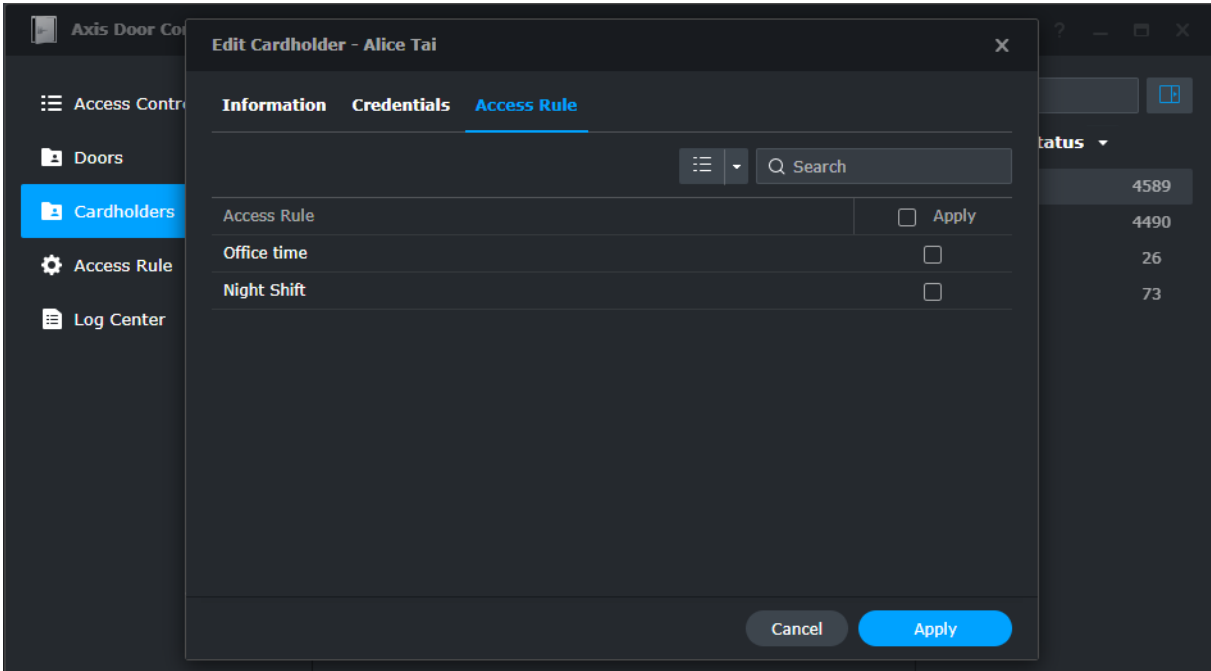 Axis Door Co
Edit Cardholder - Alice Tai
Information Credentials Access Rule
Access Contr
Doors
Cardholders
Access Rule
Log Center
Search
Access Rule Apply
Office time
Night Shift
tatus
4589
4490
26
73
Cancel Apply